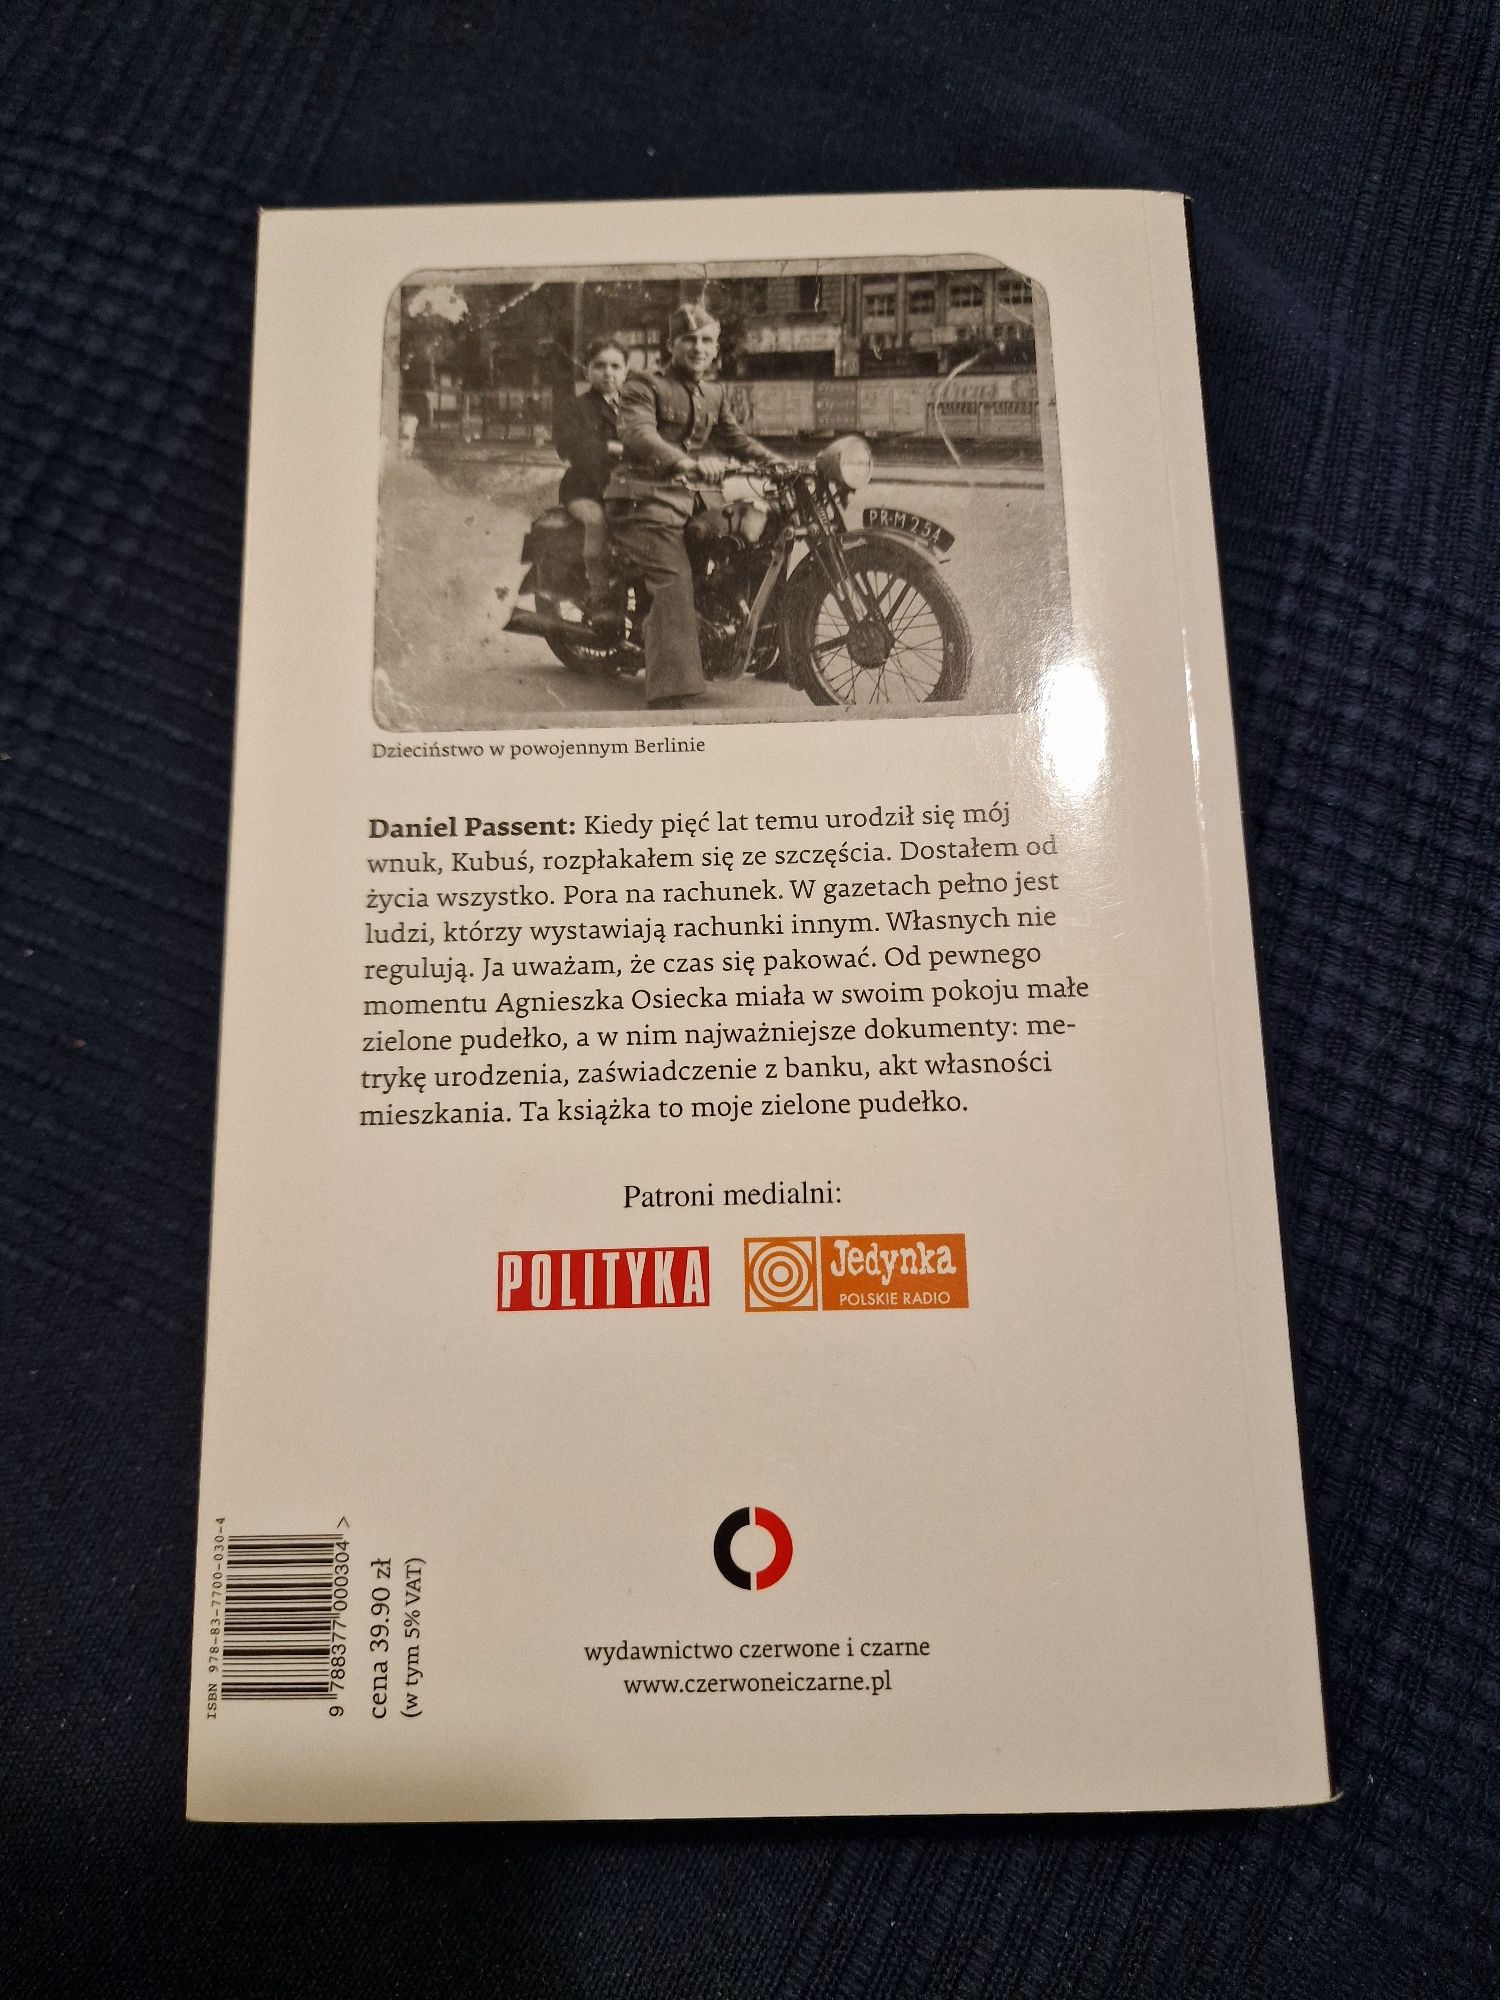 PR·M 254
Dzieciństwo w powojennym Berlinie
Daniel Passent: Kiedy pięć lat temu urodził się mój
wnuk, Kubuś, rozpłakałem się ze szczęścia. Dostałem od
życia wszystko. Pora na rachunek. W gazetach pełno jest
ludzi, którzy wystawiają rachunki innym. Własnych nie
regulują. Ja uważam, że czas się pakować. Od pewnego
momentu Agnieszka Osiecka miała w swoim pokoju małe
zielone pudełko, a w nim najważniejsze dokumenty: me-
trykę urodzenia, zaświadczenie z banku, akt własności
mieszkania. Ta książka to moje zielone pudełko.
Patroni medialni:
POLITYKA
Jedynka
POLSKIE RADIO
ISBN 978-83-7700-030-4
9 788377 000304 >
cena 39.90 zł
(w tym 5% VAT)
wydawnictwo czerwone i czarne
www.czerwoneiczarne.pl